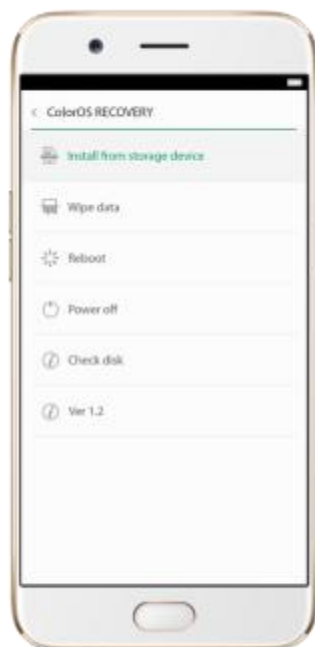 < ColorOS RECOVERY
Install from storage device
Wipe data
Reboot
Power off
Check disk
Ver 1.2